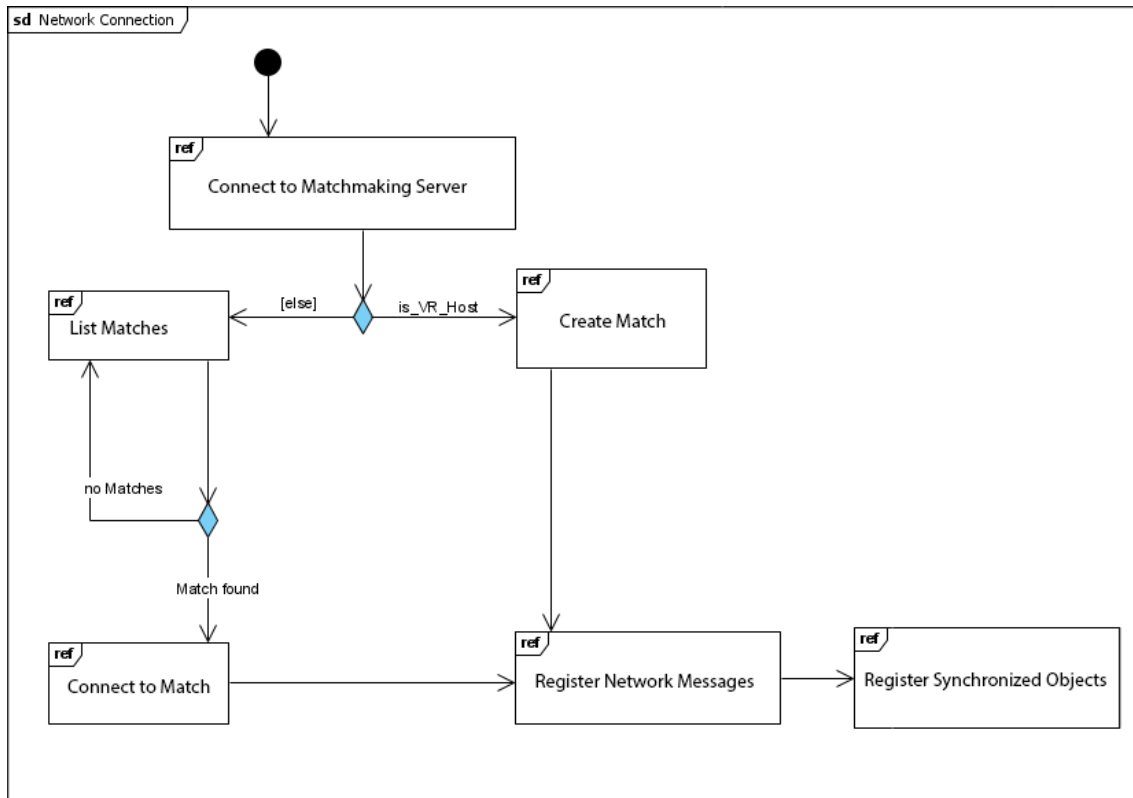 sd Network Connection
ref
Connect to Matchmaking Server
[else]
is_VR_Host
ref
List Matches
ref
Create Match
no Matches
Match found
ref
Connect to Match
ref
Register Network Messages
ref
Register Synchronized Objects